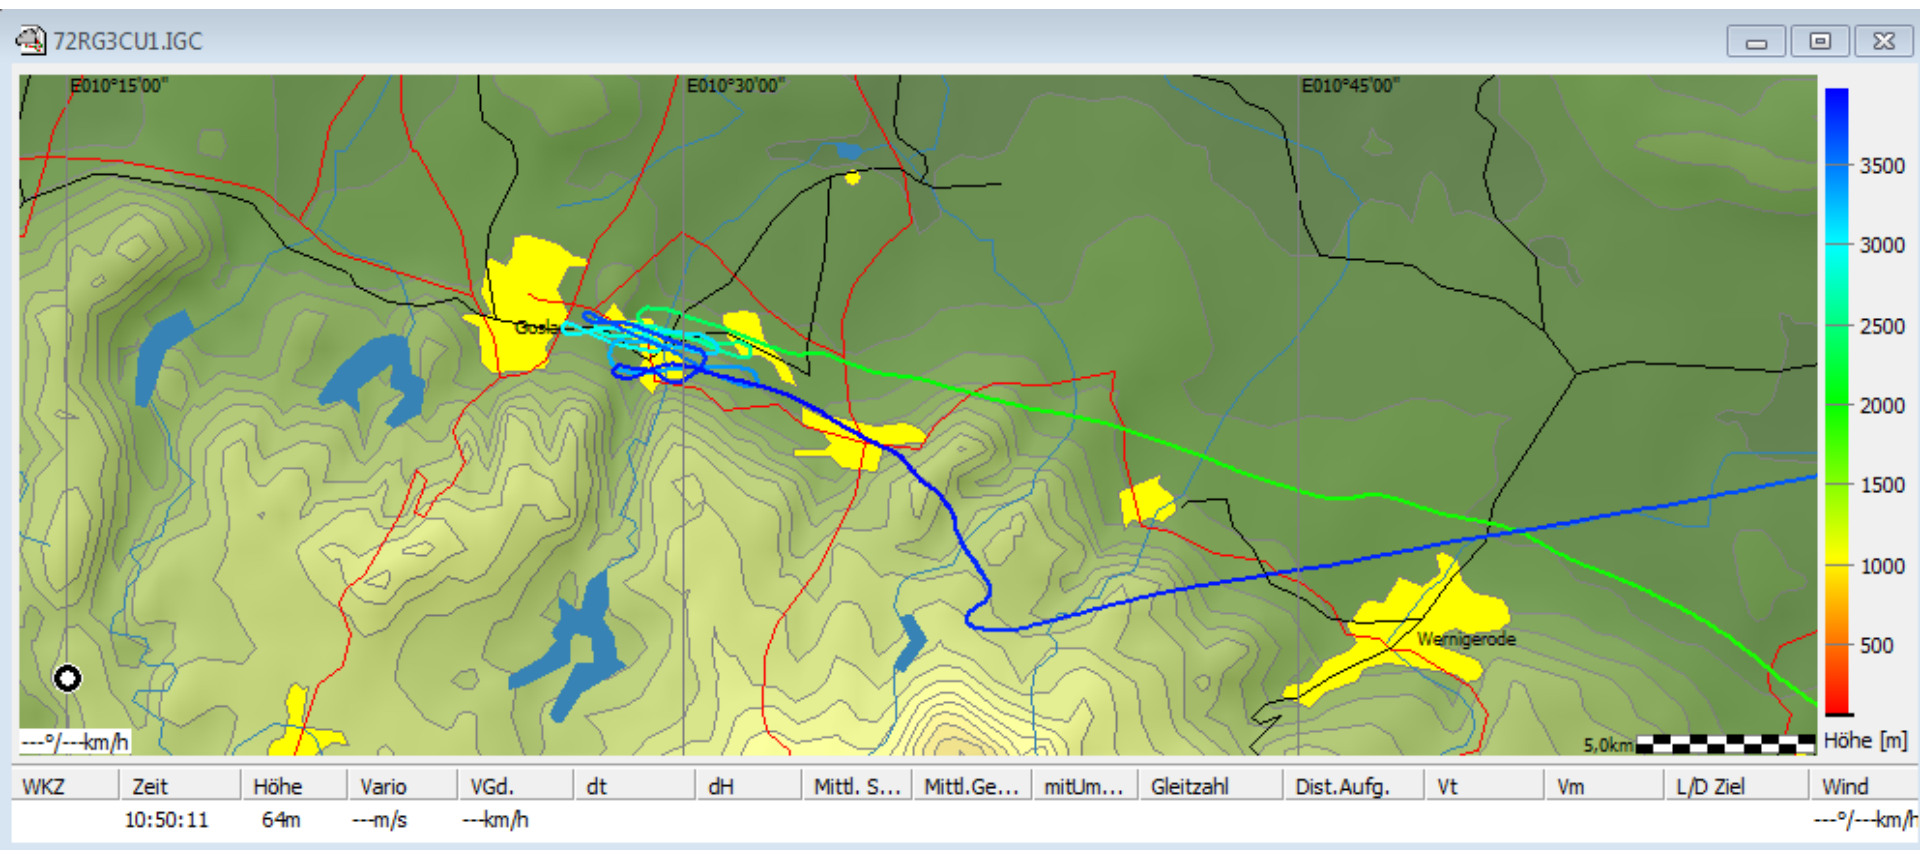 72RG3CU1.IGC
E010°15'00" E010°30'00" E010°45'00"
3500
3000
Gosla
2500
2000
1500
1000
Wernigerode
500
---°/---km/h
5,0km
Höhe [m]
WKZ Zeit Höhe Vario VGd. dt dH Mittl. S... Mittl.Ge... mitUm... Gleitzahl Dist.Aufg. Vt Vm L/D Ziel Wind
10:50:11 64m ---m/s ---km/h ---°/---km/h